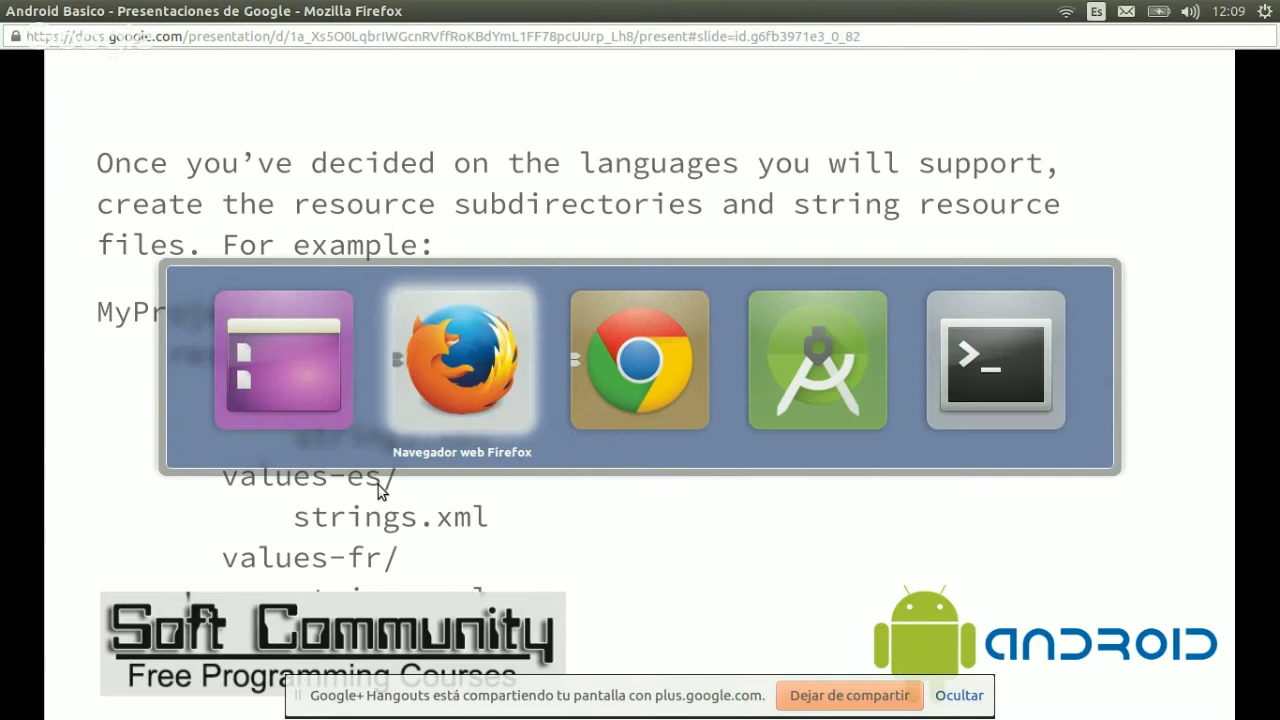 Android Basico - Presentaciones de Google - Mozilla Firefox
Es
12:09
https://docs.google.com/presentation/d/1a_Xs5O0LqbrIWGcnRVffRoKBdYmL1FF78pcUUrp_Lh8/present#slide=id.g6fb3971e3_0_82
Once you’ve decided on the languages you will support,
create the resource subdirectories and string resource
files. For example:
Navegador web Firefox
values-es/
strings.xml
values-fr/
Soft Community
Free Programming Courses
ANDROID
Google+ Hangouts está compartiendo tu pantalla con plus.google.com.
Dejar de compartir
Ocultar